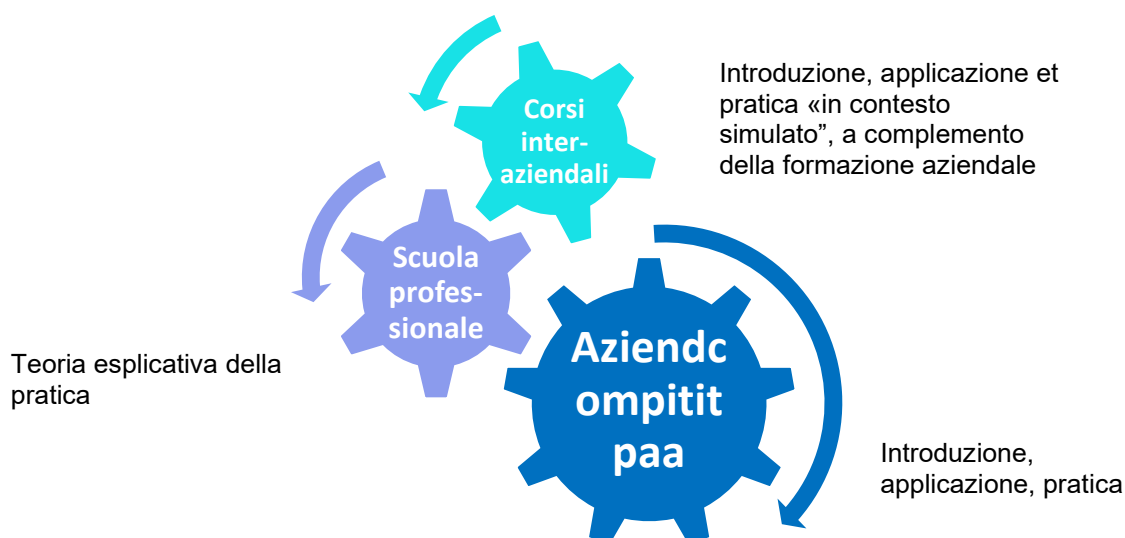 Corsi
inter-
aziendali
Introduzione, applicazione et
pratica «in contesto
simulato”, a complemento
della formazione aziendale
Scuola
profes-
sionale
Teoria esplicativa della
pratica
Aziendc
ompitit
paa
Introduzione,
applicazione, pratica